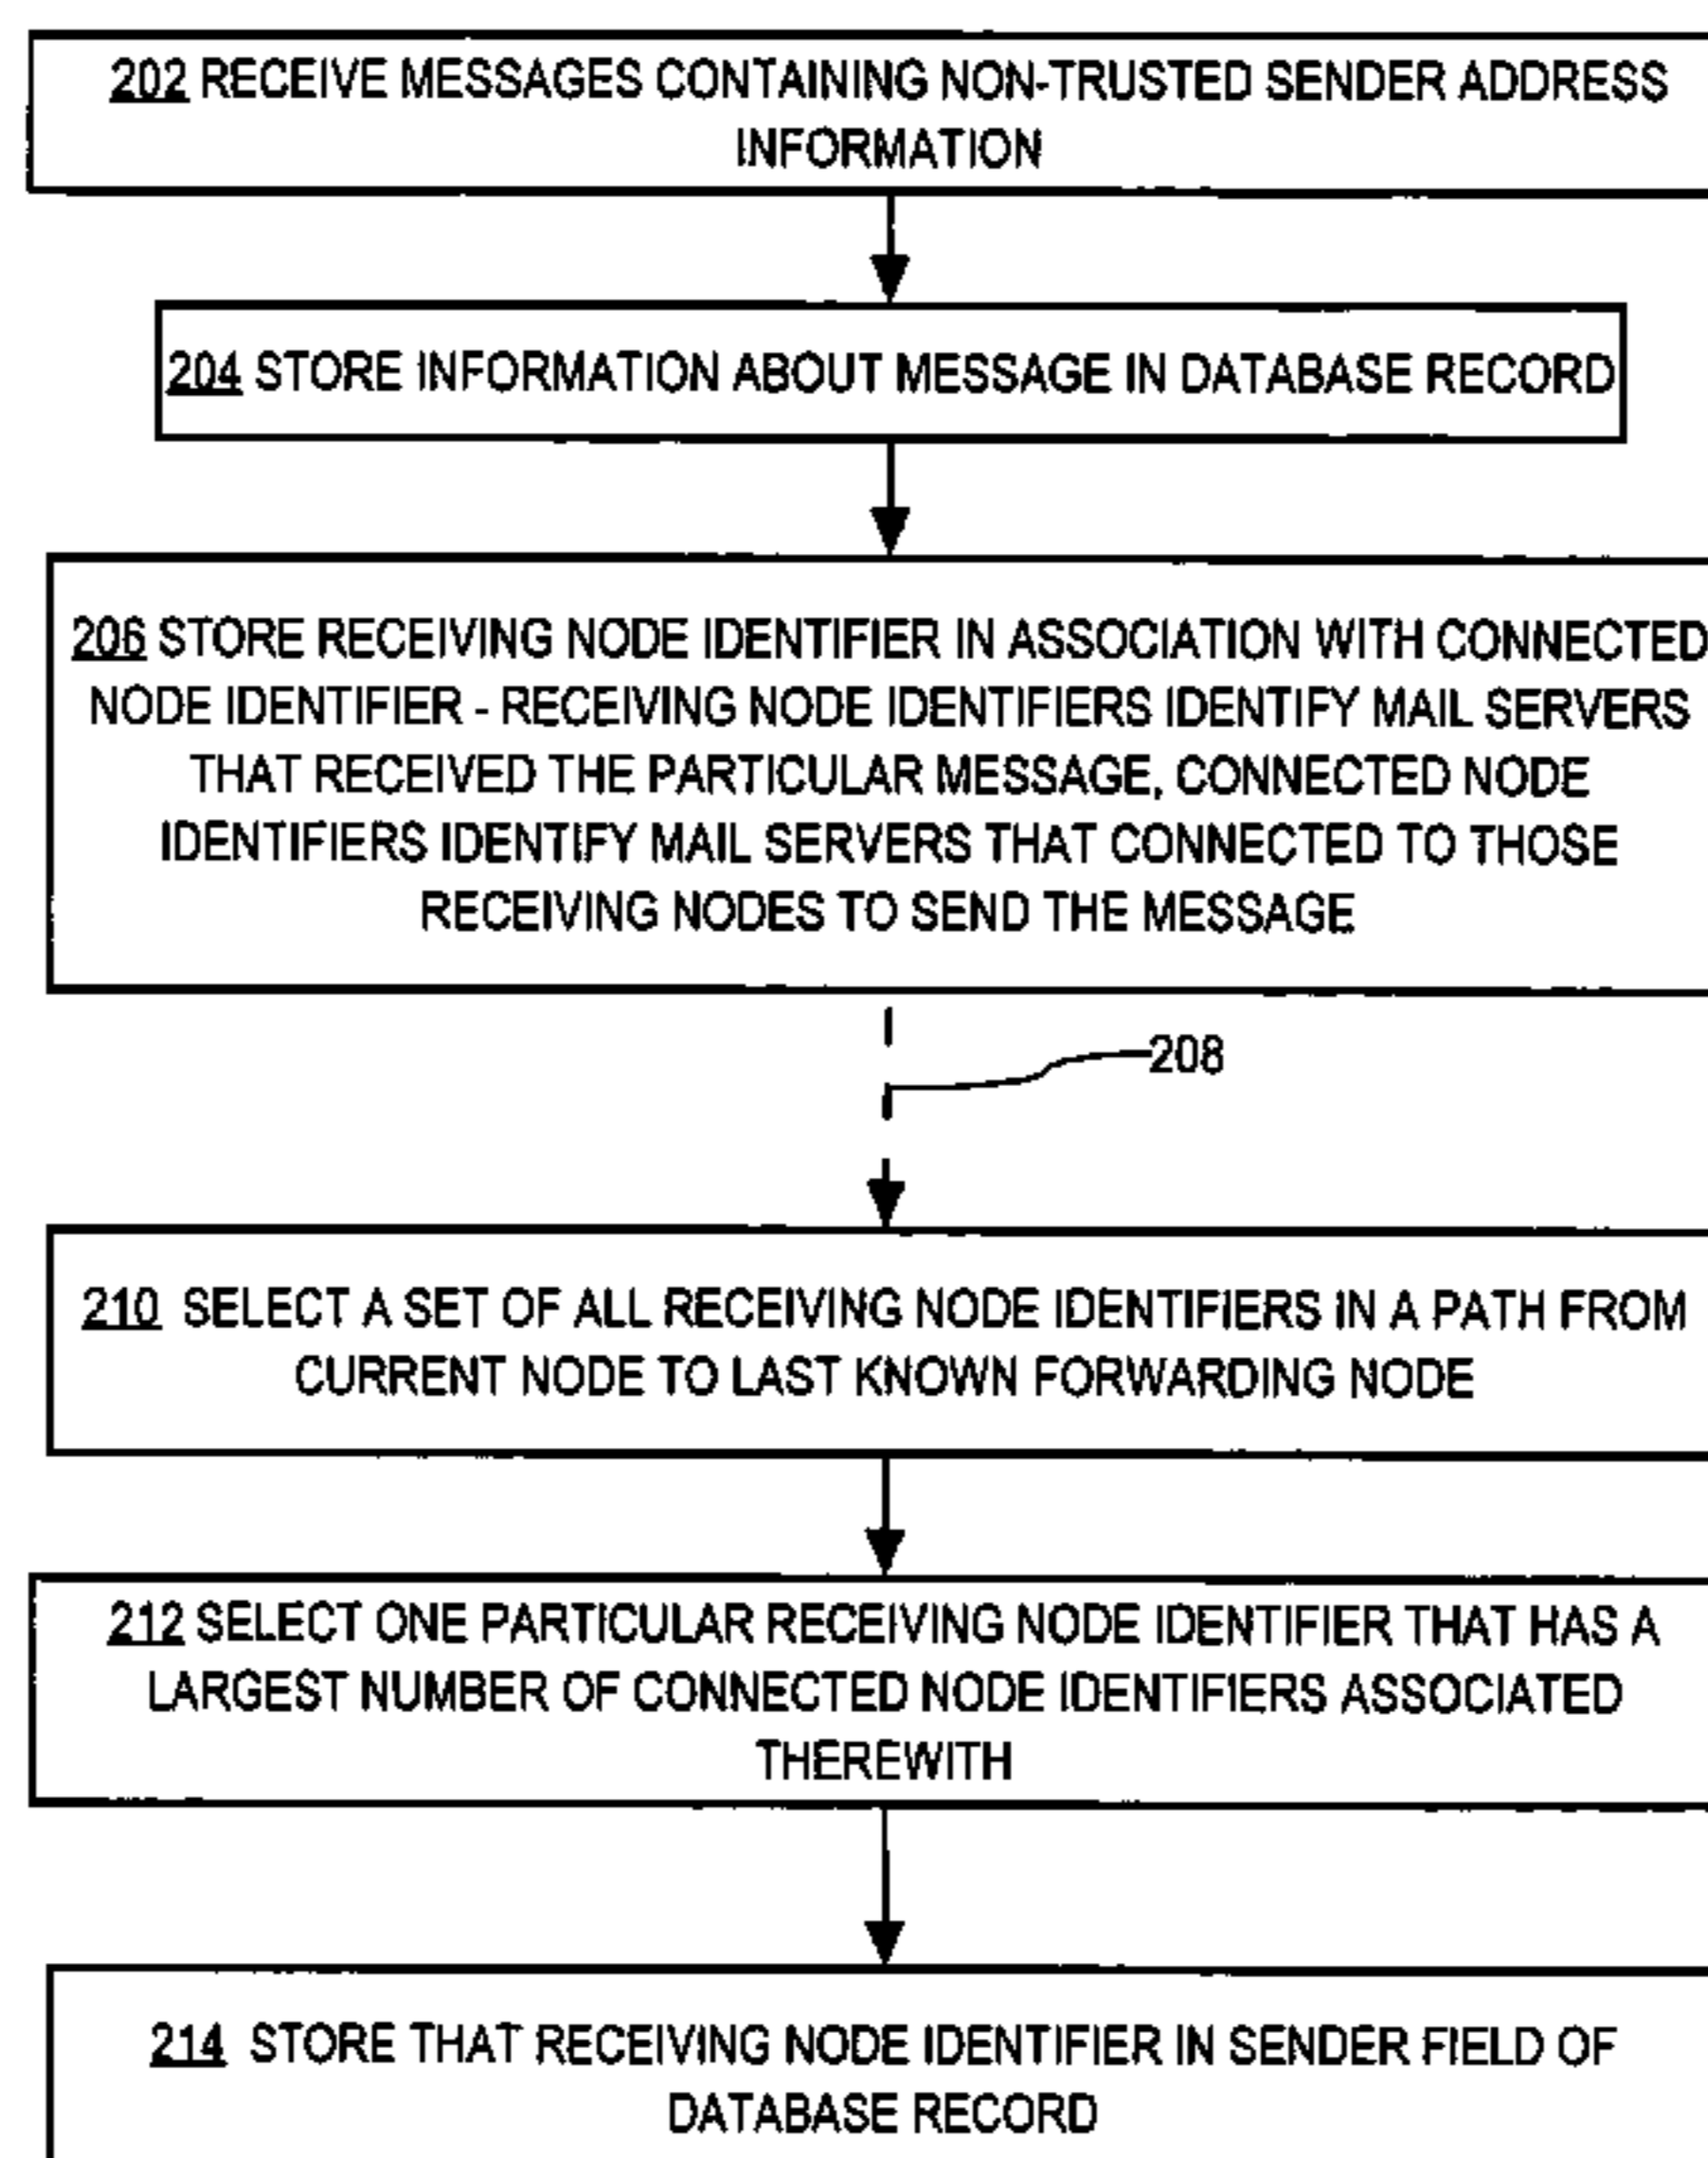 202 RECEIVE MESSAGES CONTAINING NON-TRUSTED SENDER ADDRESS
INFORMATION
204 STORE INFORMATION ABOUT MESSAGE IN DATABASE RECORD
206 STORE RECEIVING NODE IDENTIFIER IN ASSOCIATION WITH CONNECTED
NODE IDENTIFIER - RECEIVING NODE IDENTIFIERS IDENTIFY MAIL SERVERS
THAT RECEIVED THE PARTICULAR MESSAGE, CONNECTED NODE
IDENTIFIERS IDENTIFY MAIL SERVERS THAT CONNECTED TO THOSE
RECEIVING NODES TO SEND THE MESSAGE
208
210 SELECT A SET OF ALL RECEIVING NODE IDENTIFIERS IN A PATH FROM
CURRENT NODE TO LAST KNOWN FORWARDING NODE
212 SELECT ONE PARTICULAR RECEIVING NODE IDENTIFIER THAT HAS A
LARGEST NUMBER OF CONNECTED NODE IDENTIFIERS ASSOCIATED
THEREWITH
214 STORE THAT RECEIVING NODE IDENTIFIER IN SENDER FIELD OF
DATABASE RECORD